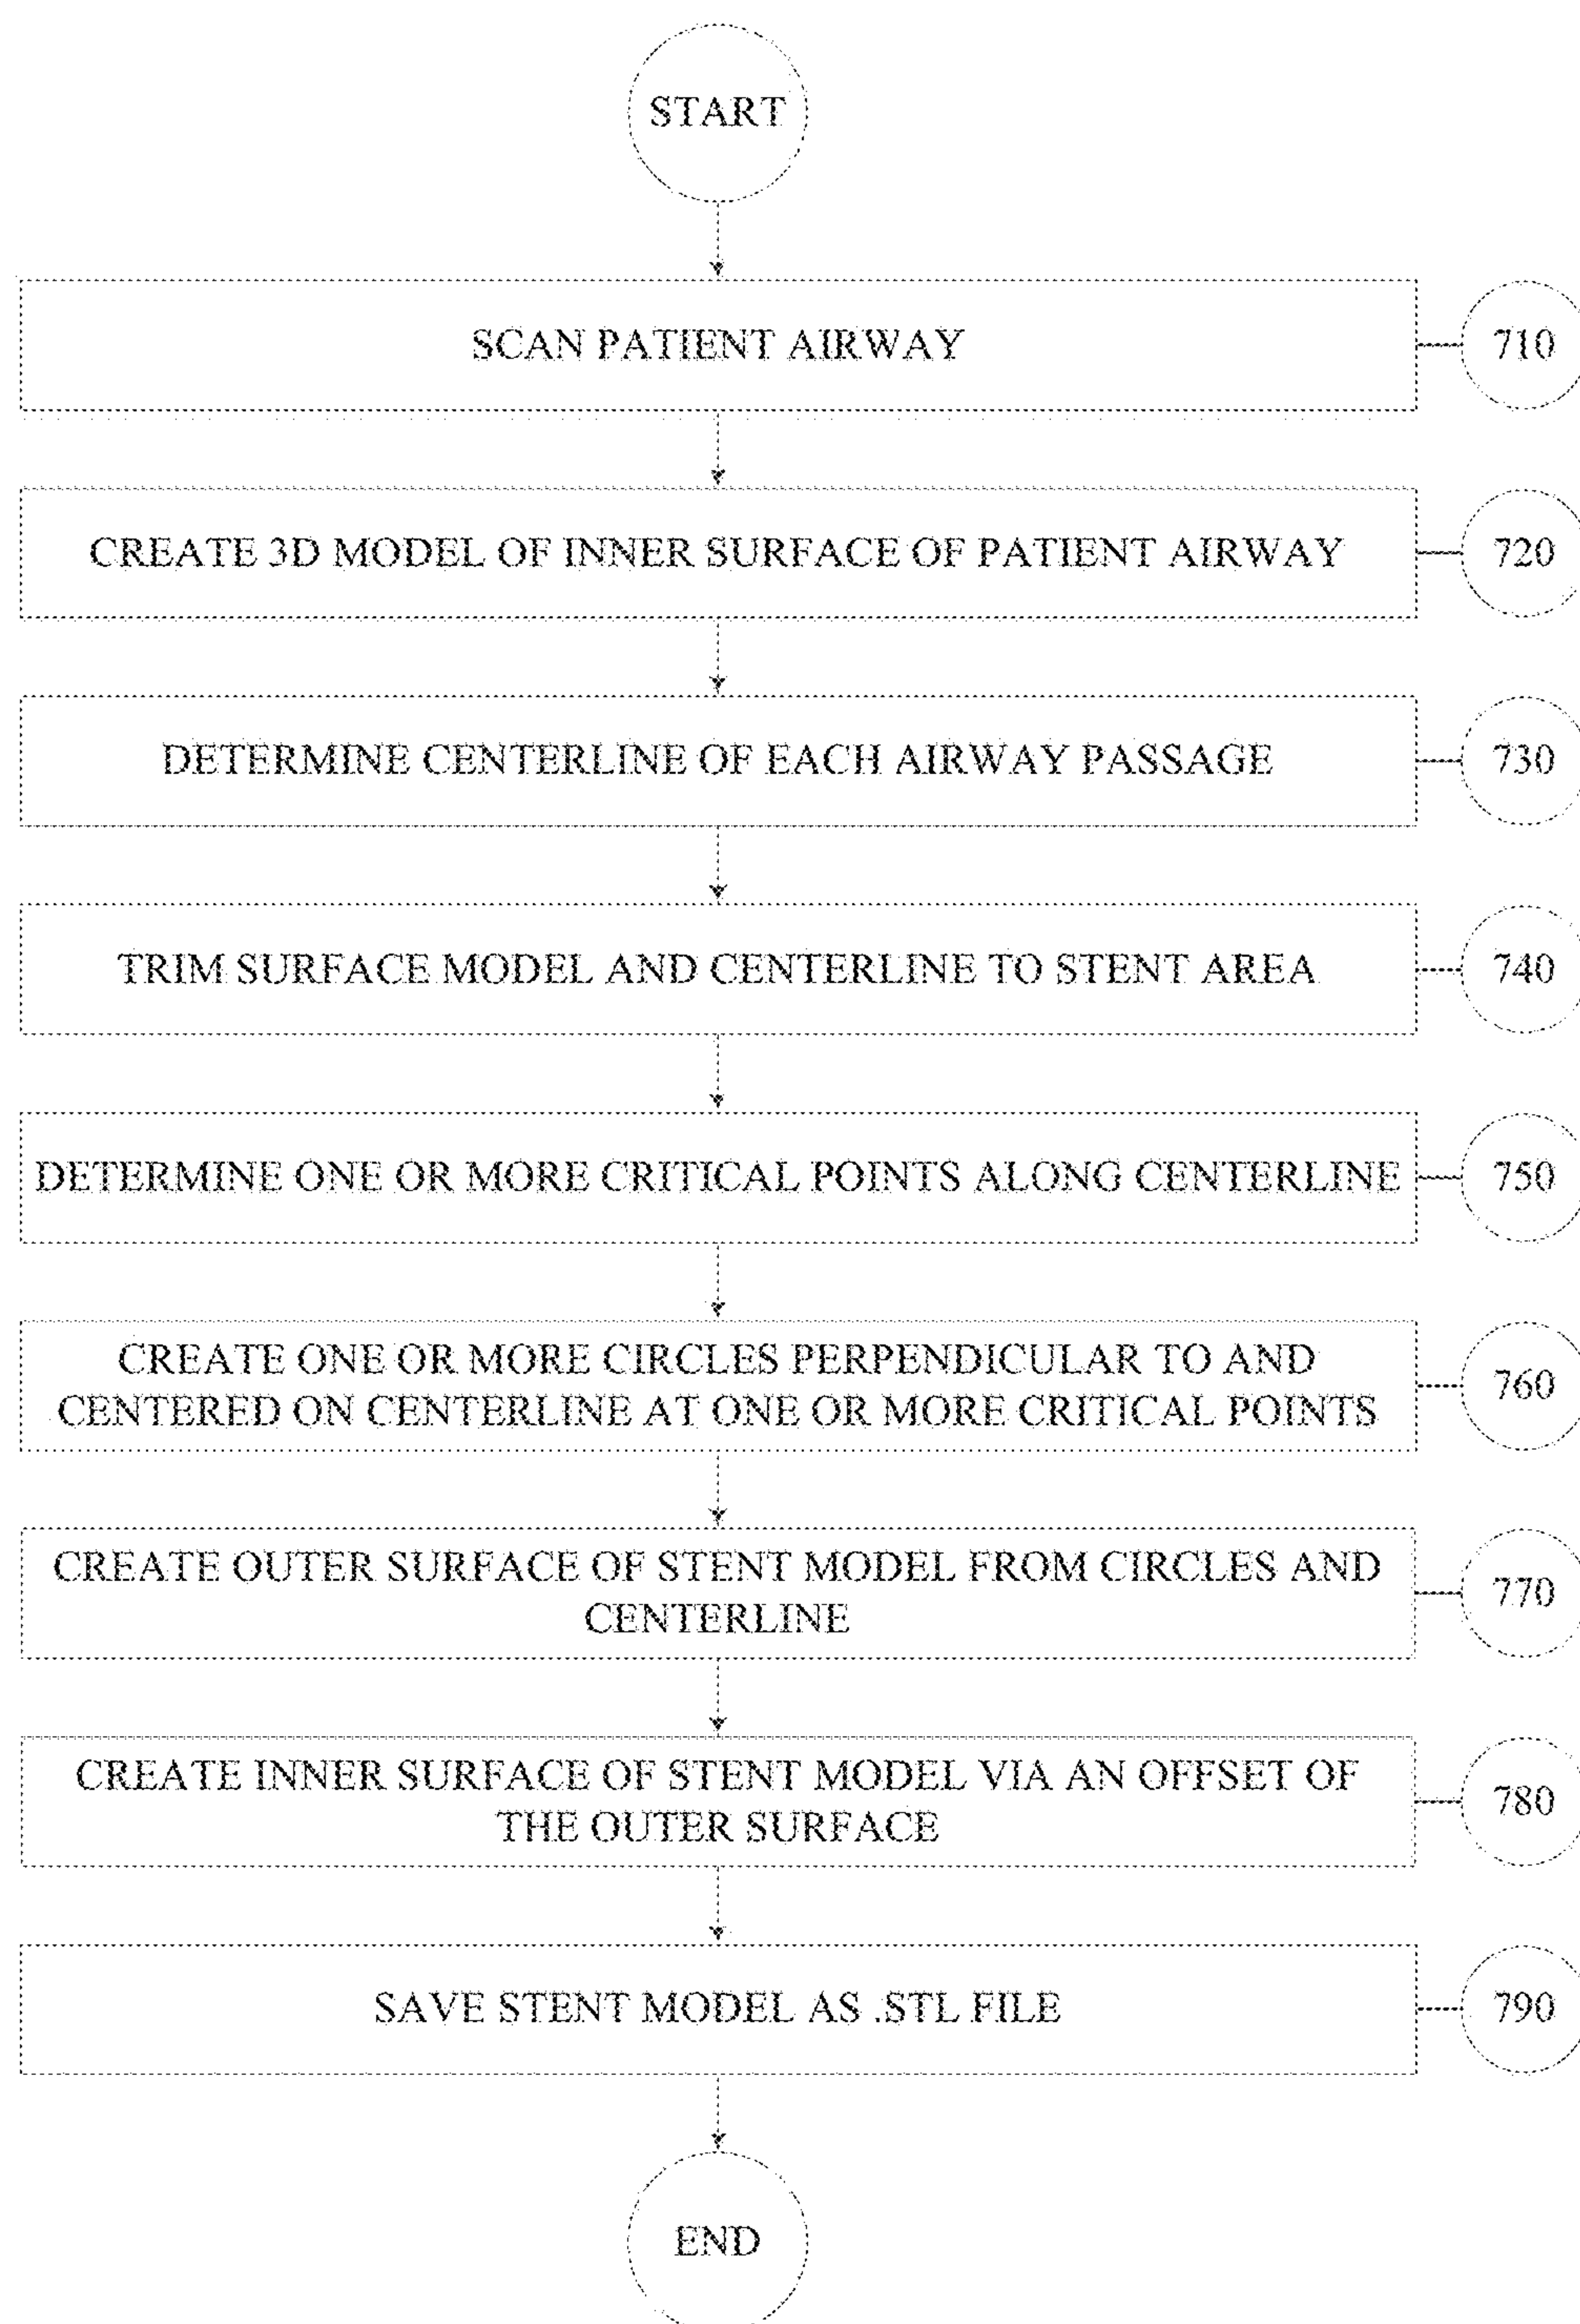 START
SCAN PATIENT AIRWAY
710
CREATE 3D MODEL OF INNER SURFACE OF PATIENT AIRWAY
720
DETERMINE CENTERLINE OF EACH AIRWAY PASSAGE
730
TRIM SURFACE MODEL AND CENTERLINE TO STENT AREA
740
DETERMINE ONE OR MORE CRITICAL POINTS ALONG CENTERLINE
750
CREATE ONE OR MORE CIRCLES PERPENDICULAR TO AND
CENTERED ON CENTERLINE AT ONE OR MORE CRITICAL POINTS
760
CREATE OUTER SURFACE OF STENT MODEL FROM CIRCLES AND
CENTERLINE
770
CREATE INNER SURFACE OF STENT MODEL VIA AN OFFSET OF
THE OUTER SURFACE
780
SAVE STENT MODEL AS .STL FILE
790
END